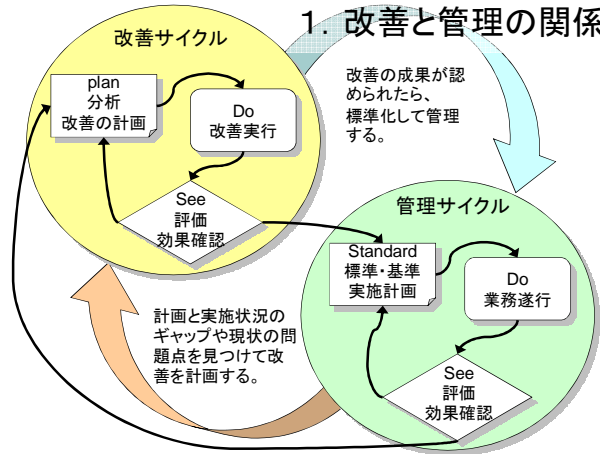 1. 改善と管理の関係
改善サイクル
plan
分析
改善の計画
Do
改善実行
See
評価
効果確認
改善の成果が認
められたら、
標準化して管理
する。
管理サイクル
Standard
標準・基準
実施計画
Do
業務遂行
See
評価
効果確認
計画と実施状況の
ギャップや現状の問
題点を見つけて改
善を計画する。